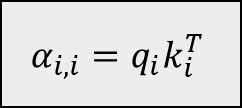 α_{i,i} = q_i k_i^T